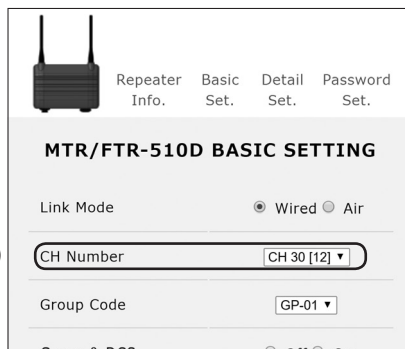 Repeater Info. Basic Set. Detail Set. Password Set.
MTR/FTR-510D BASIC SETTING
Link Mode Wired Air
CH Number CH 30 [12]
Group Code GP-01